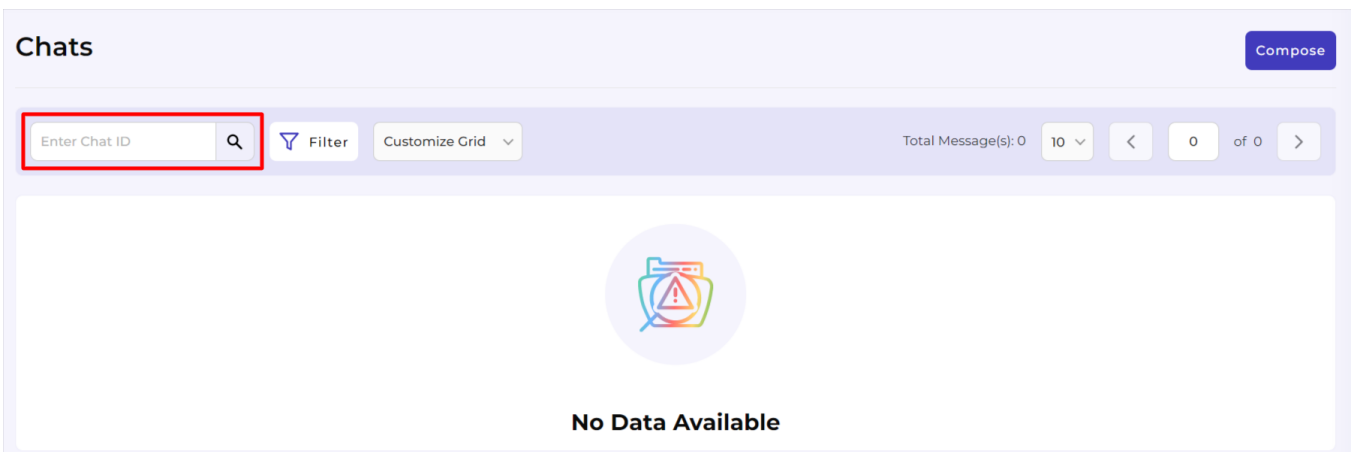 Chats
Compose
Enter Chat ID
Filter
Customize Grid
Total Message(s): 0
10
0
of 0
No Data Available